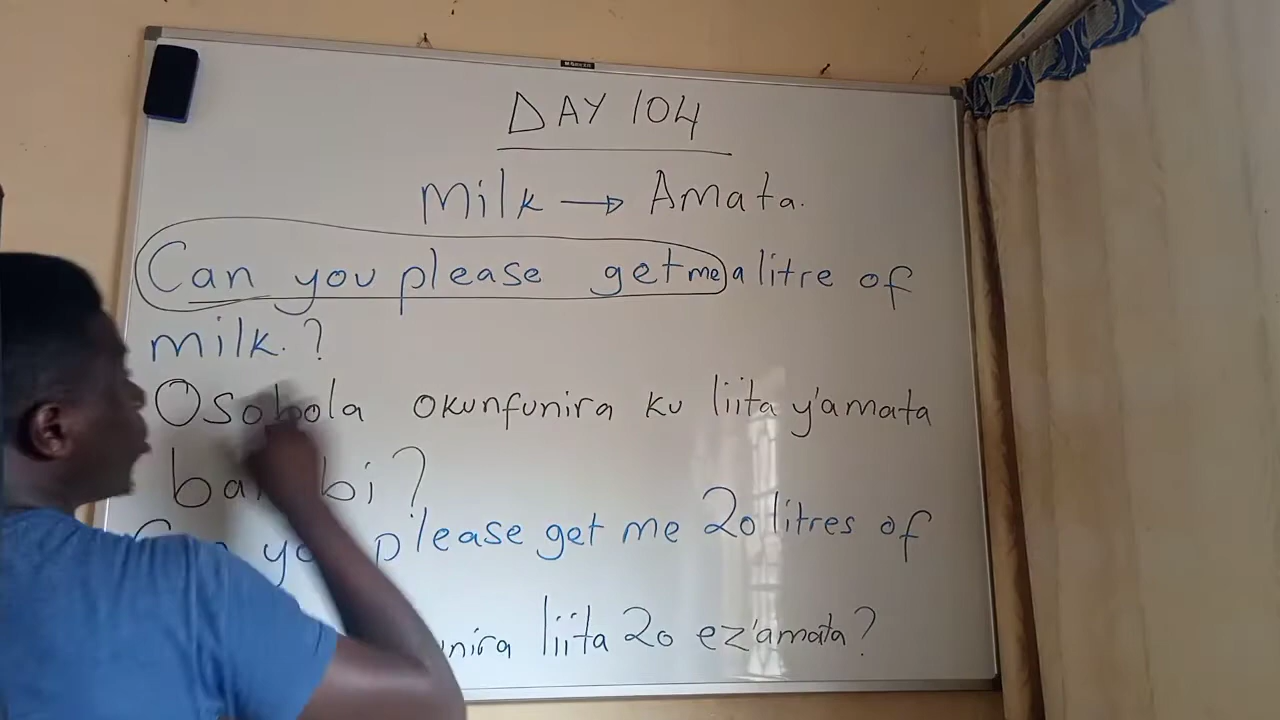 DAY 104
Milk → Amata.
Can you please get me a litre of
milk.?
Osobola okunfunira ku liita y'amata
please get me 20 litres of
liita 20 ez'amata?